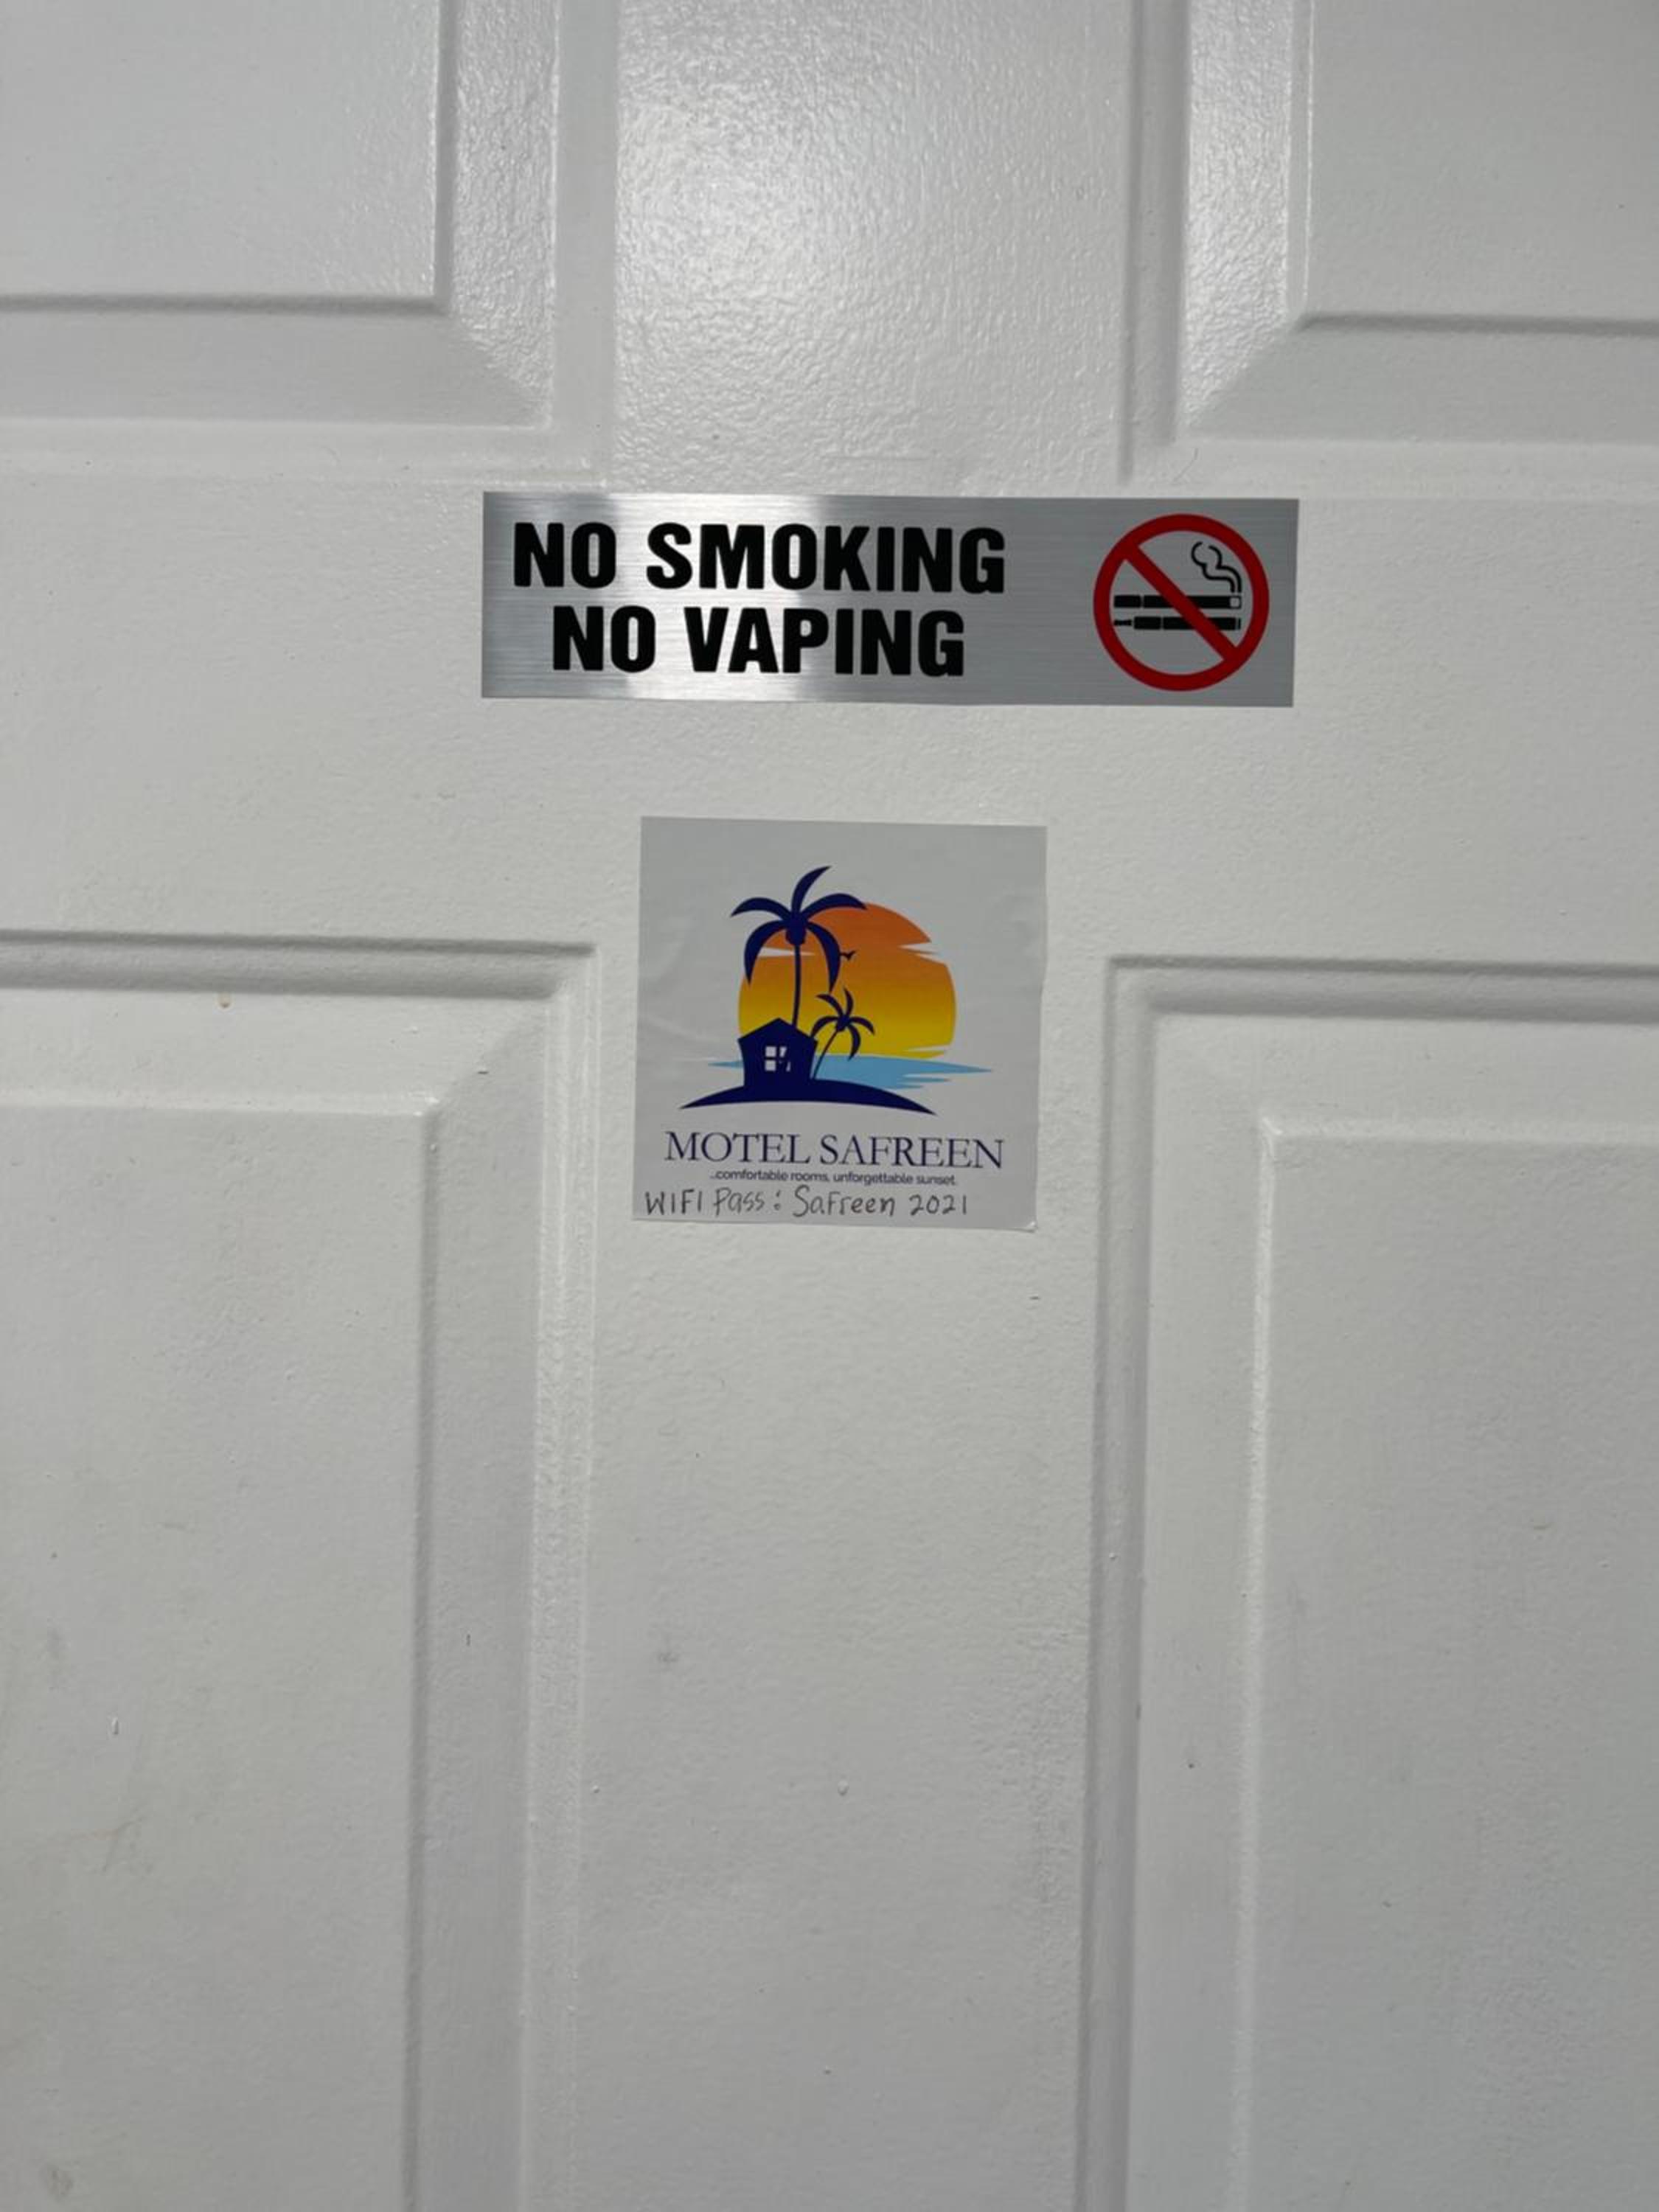 NO SMOKING
NO VAPING
MOTEL SAFREEN
...comfortable rooms, unforgettable sunset.
WIFI Pass: Safreen 2021